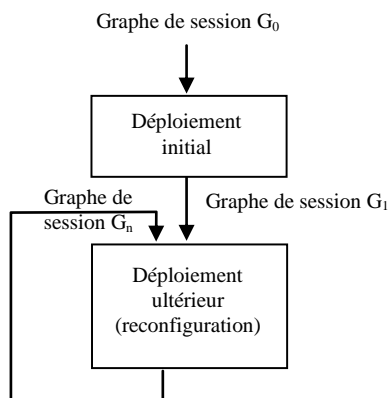 Graphe de session G₀
Déploiement
initial
Graphe de
session Gₙ
Graphe de session G₁
Déploiement
ultérieur
(reconfiguration)